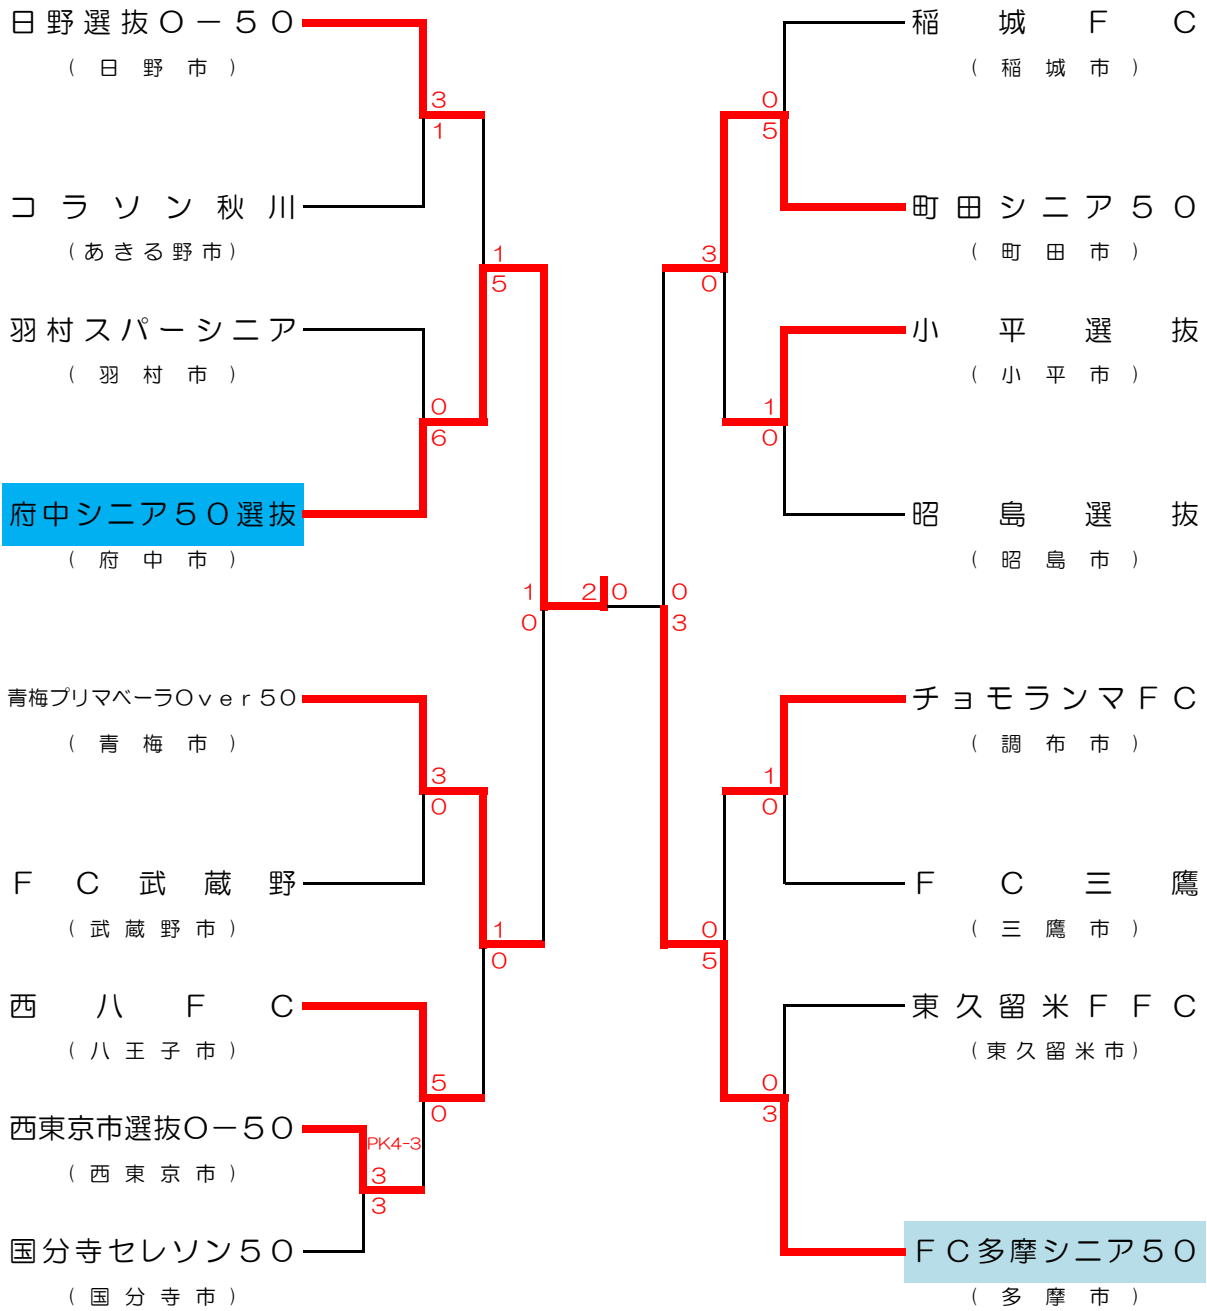 日野選抜O－50
(日野市)
3
1
コラソン秋川
(あきる野市)
1
5
羽村スパーシニア
(羽村市)
0
6
府中シニア50選抜
(府中市)
1
0
2
0
青梅プリマベーラOver50
(青梅市)
3
0
FC武蔵野
(武蔵野市)
1
0
西八FC
(八王子市)
5
0
西東京市選抜O－50
(西東京市)
PK4-3
3
3
国分寺セレソン50
(国分寺市)
稲城FC
(稲城市)
0
5
町田シニア50
(町田市)
3
0
小平選抜
(小平市)
1
0
昭島選抜
(昭島市)
0
3
チョモランマFC
(調布市)
1
0
FC三鷹
(三鷹市)
0
5
東久留米FFC
(東久留米市)
0
3
FC多摩シニア50
(多摩市)